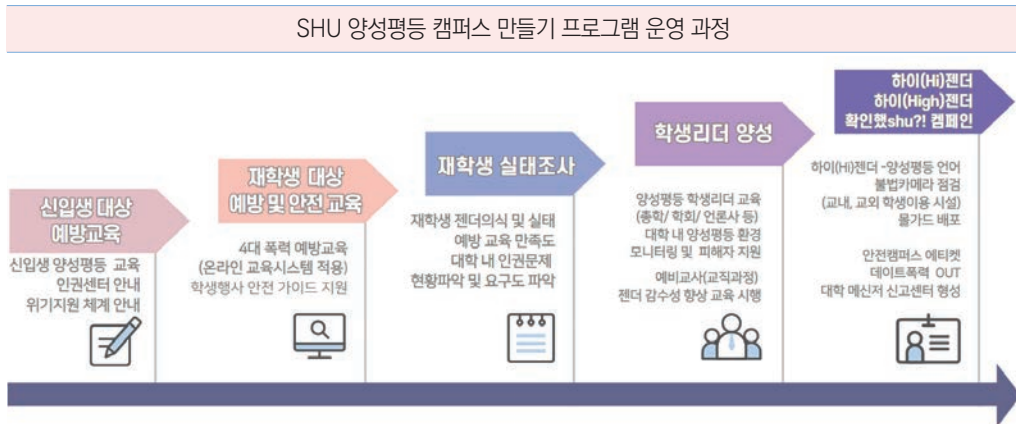 SHU 양성평등 캠퍼스 만들기 프로그램 운영 과정
신입생 대상
예방교육
신입생 양성평등 교육
인권센터 안내
위기지원 체계 안내
재학생 대상
예방 및 안전 교육
4대 폭력 예방교육
(온라인 교육시스템 적용)
학생행사 안전 가이드 지원
재학생 실태조사
재학생 젠더의식 및 실태
예방 교육 만족도
대학 내 인권문제
현황파악 및 요구도 파악
학생리더 양성
양성평등 학생리더 교육
(총학/ 학회/ 언론사 등)
대학 내 양성평등 환경
모니터링 및 피해자 지원
예비교사(교직과정)
젠더 감수성 향상 교육 시행
하이(Hi)젠더
하이(High)젠더
확인했shu?! 캠페인
하이(Hi)젠더 -양성평등 언어
불법카메라 점검
(교내, 교외 학생이용 시설)
몰가드 배포
안전캠퍼스 에티켓
데이트폭력 OUT
대학 메신저 신고센터 형성